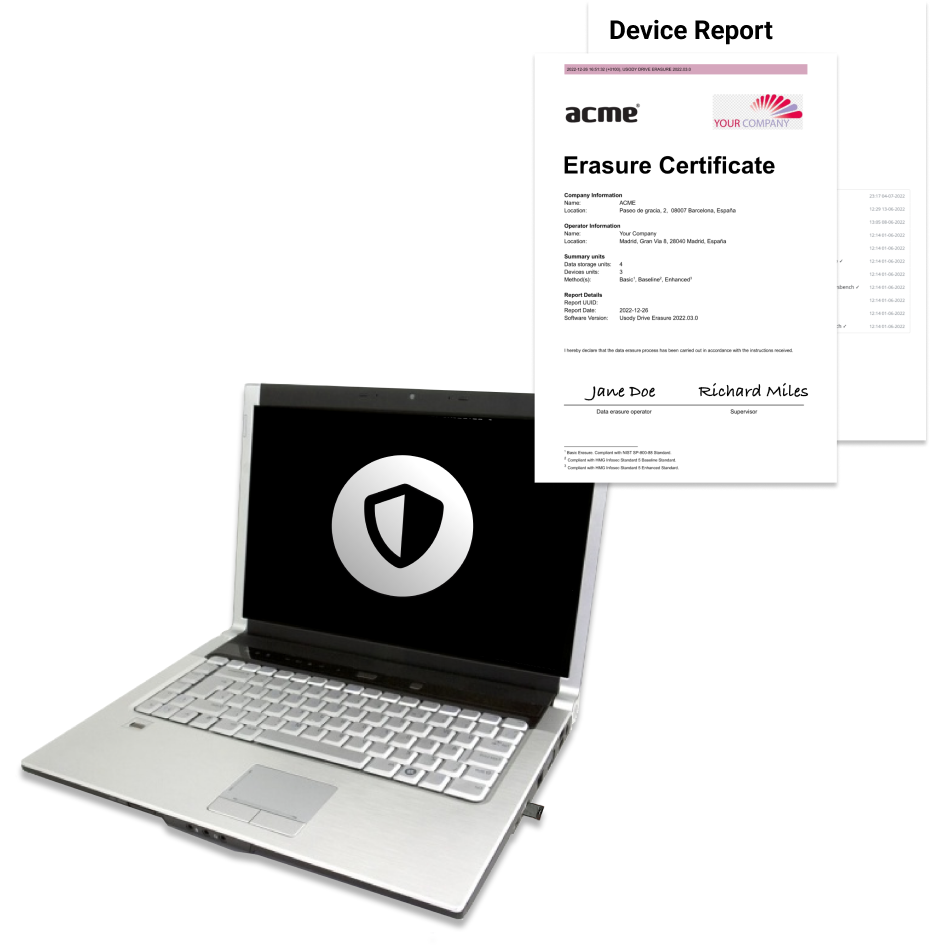 Device Report
2022-12-26 10:51:32 (+0100), USODY DRIVE ERASURE 2022.03.0
acme®
YOUR COMPANY
Erasure Certificate
Company Information
Name: ACME
Location: Paseo de gracia, 2, 08007 Barcelona, España
Operator Information
Name: Your Company
Location: Madrid, Gran Vía 8, 28040 Madrid, España
Summary units
Data storage units: 4
Devices units: 3
Method(s): Basic¹, Baseline², Enhanced³
Report Details
Report UUID:
Report Date: 2022-12-26
Software Version: Usody Drive Erasure 2022.03.0
I hereby declare that the data erasure process has been carried out in accordance with the instructions received.
Jane Doe Richard Miles
Data erasure operator Supervisor
¹ Basic Erasure. Compliant with NIST SP-800-88 Standard.
² Compliant with HMG Infosec Standard 5 Baseline Standard.
³ Compliant with HMG Infosec Standard 5 Enhanced Standard.
23:17 04-07-2022
12:29 10-06-2022
13:05 08-06-2022
12:14 01-06-2022
12:14 01-06-2022
✓ 12:14 01-06-2022
12:14 01-06-2022
sbench ✓ 12:14 01-06-2022
12:14 01-06-2022
12:14 01-06-2022
✓ 12:14 01-06-2022